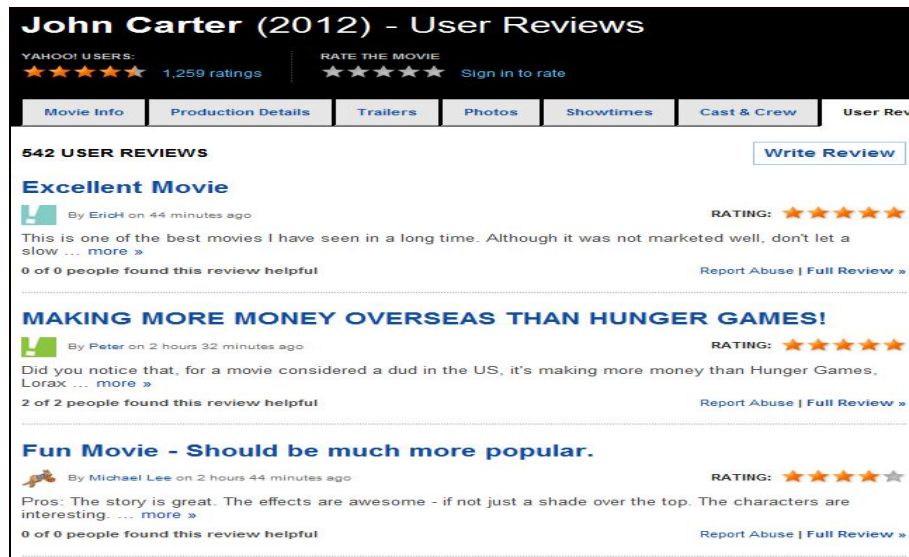 John Carter (2012) - User Reviews
YAHOO! USERS:
1,259 ratings
RATE THE MOVIE
Sign in to rate
Movie Info Production Details Trailers Photos Showtimes Cast & Crew User Rev
542 USER REVIEWS
Write Review
Excellent Movie
By EricH on 44 minutes ago
RATING:
This is one of the best movies I have seen in a long time. Although it was not marketed well, don't let a
slow ... more »
0 of 0 people found this review helpful
Report Abuse | Full Review »
MAKING MORE MONEY OVERSEAS THAN HUNGER GAMES!
By Peter on 2 hours 32 minutes ago
RATING:
Did you notice that, for a movie considered a dud in the US, it's making more money than Hunger Games,
Lorax ... more »
2 of 2 people found this review helpful
Report Abuse | Full Review »
Fun Movie - Should be much more popular.
By Michael Lee on 2 hours 44 minutes ago
RATING:
Pros: The story is great. The effects are awesome - if not just a shade over the top. The characters are
interesting. ... more »
0 of 0 people found this review helpful
Report Abuse | Full Review »